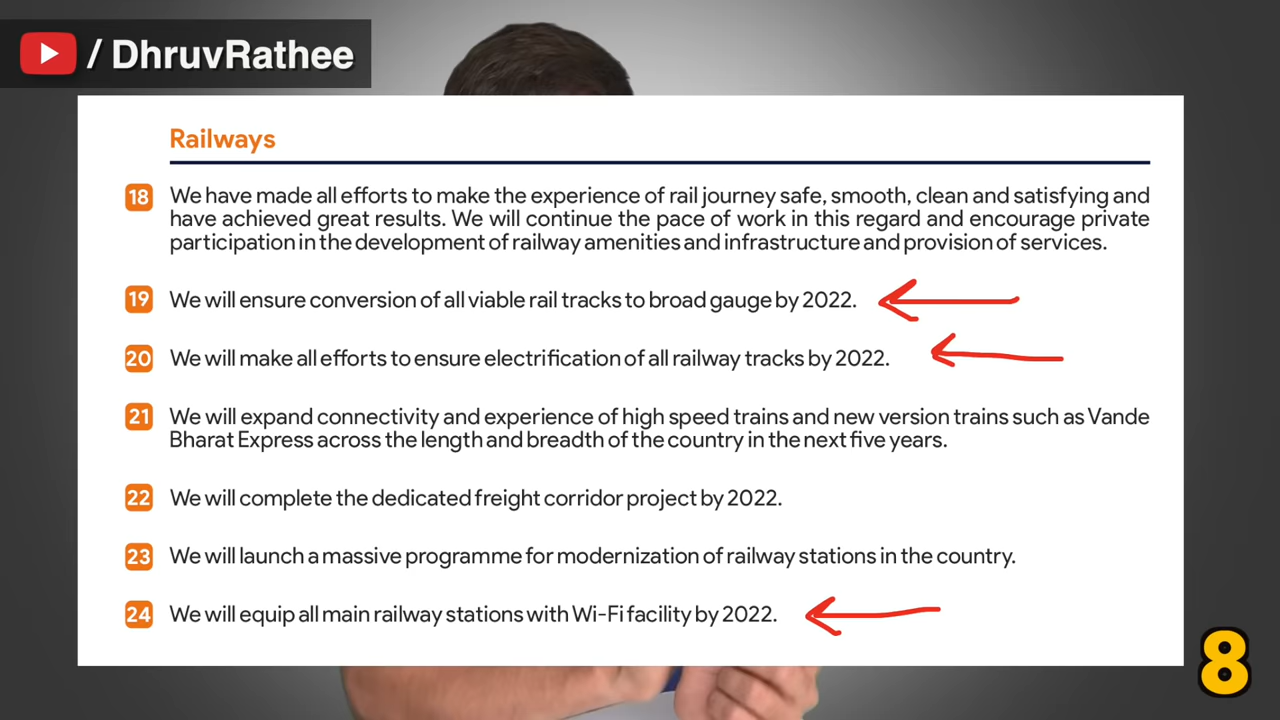 / DhruvRathee
Railways
18 We have made all efforts to make the experience of rail journey safe, smooth, clean and satisfying and
have achieved great results. We will continue the pace of work in this regard and encourage private
participation in the development of railway amenities and infrastructure and provision of services.
19 We will ensure conversion of all viable rail tracks to broad gauge by 2022.
20 We will make all efforts to ensure electrification of all railway tracks by 2022.
21 We will expand connectivity and experience of high speed trains and new version trains such as Vande
Bharat Express across the length and breadth of the country in the next five years.
22 We will complete the dedicated freight corridor project by 2022.
23 We will launch a massive programme for modernization of railway stations in the country.
24 We will equip all main railway stations with Wi-Fi facility by 2022.
8